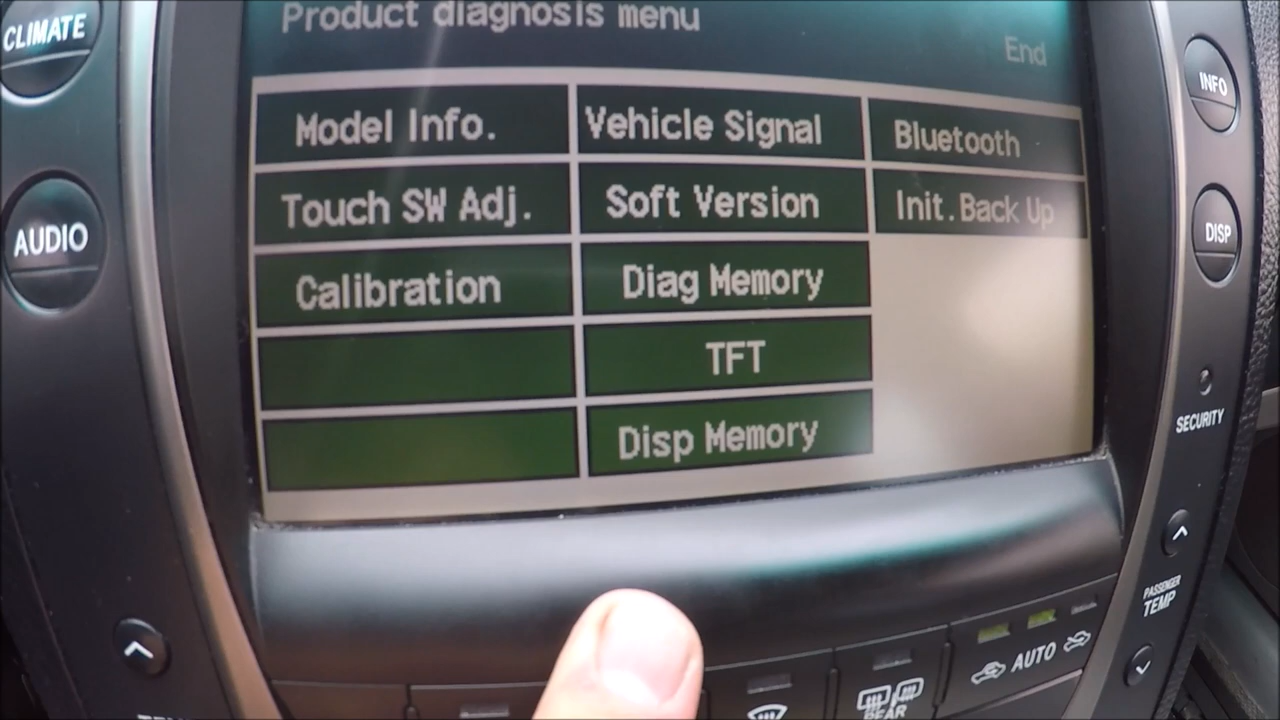 CLIMATE
Product diagnosis menu
End
INFO
Model Info.
Vehicle Signal
Bluetooth
Touch SW Adj.
Soft Version
Init.Back Up
AUDIO
DISP
Calibration
Diag Memory
TFT
Disp Memory
SECURITY
PASSENGER
TEMP
AUTO
REAR